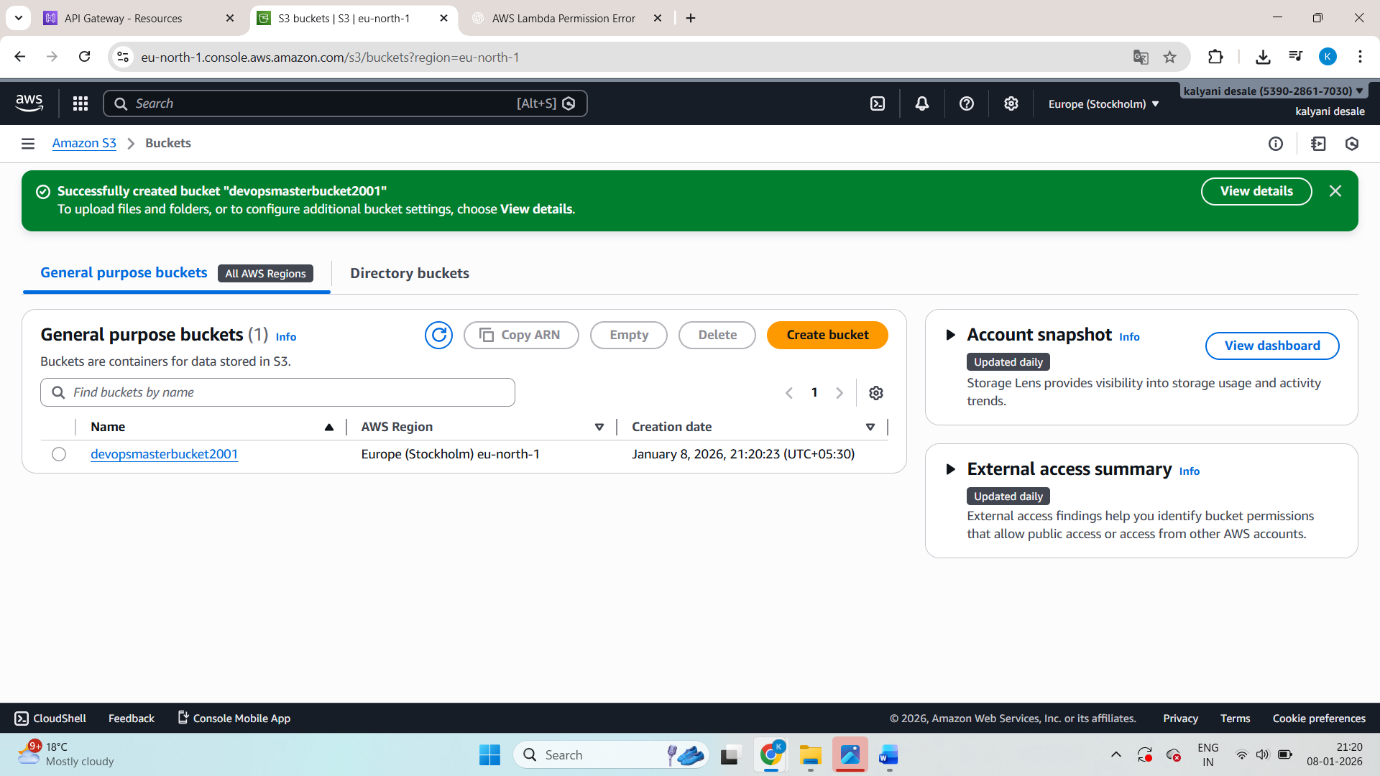 API Gateway - Resources
S3 buckets | S3 | eu-north-1
AWS Lambda Permission Error
eu-north-1.console.aws.amazon.com/s3/buckets?region=eu-north-1
K
aws
Search
[Alt+S]
Europe (Stockholm)
kalyani desale (5390-2861-7030)
kalyani desale
Amazon S3
Buckets
Successfully created bucket "devopsmasterbucket2001"
To upload files and folders, or to configure additional bucket settings, choose View details.
View details
General purpose buckets
All AWS Regions
Directory buckets
General purpose buckets (1) Info
Copy ARN
Empty
Delete
Create bucket
Buckets are containers for data stored in S3.
Find buckets by name
1
Name
AWS Region
Creation date
devopsmasterbucket2001
Europe (Stockholm) eu-north-1
January 8, 2026, 21:20:23 (UTC+05:30)
Account snapshot Info
View dashboard
Updated daily
Storage Lens provides visibility into storage usage and activity
trends.
External access summary Info
Updated daily
External access findings help you identify bucket permissions
that allow public access or access from other AWS accounts.
CloudShell
Feedback
Console Mobile App
© 2026, Amazon Web Services, Inc. or its affiliates.
Privacy
Terms
Cookie preferences
9+
18°C
Mostly cloudy
Search
K
W
ENG
IN
21:20
08-01-2026